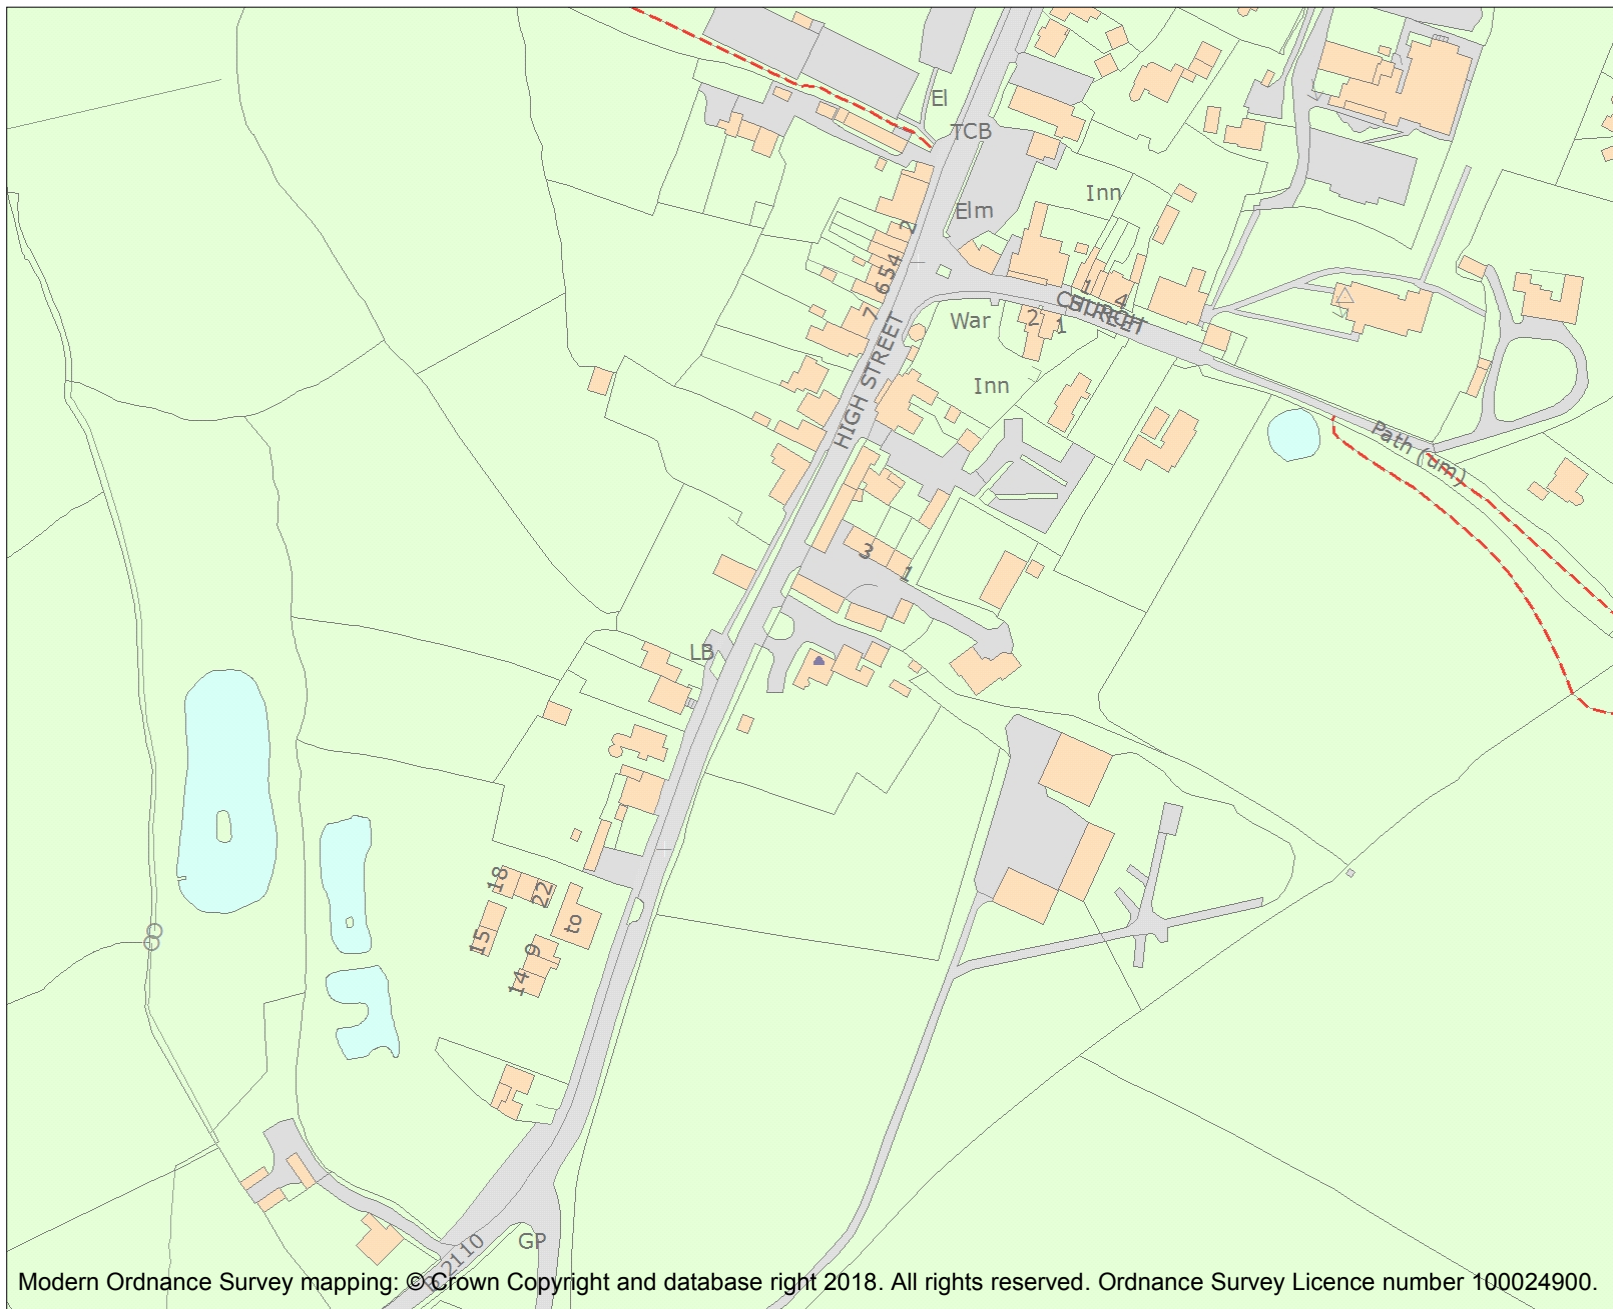 El
TCB
Inn
Elm
2
4
5
6
7
1
4
CHURCH
STREET
War
2
1
HIGH STREET
Inn
Path (um)
3
1
LB
18
22
to
15
9
14
GP
B2110
Modern Ordnance Survey mapping: © Crown Copyright and database right 2018. All rights reserved. Ordnance Survey Licence number 100024900.